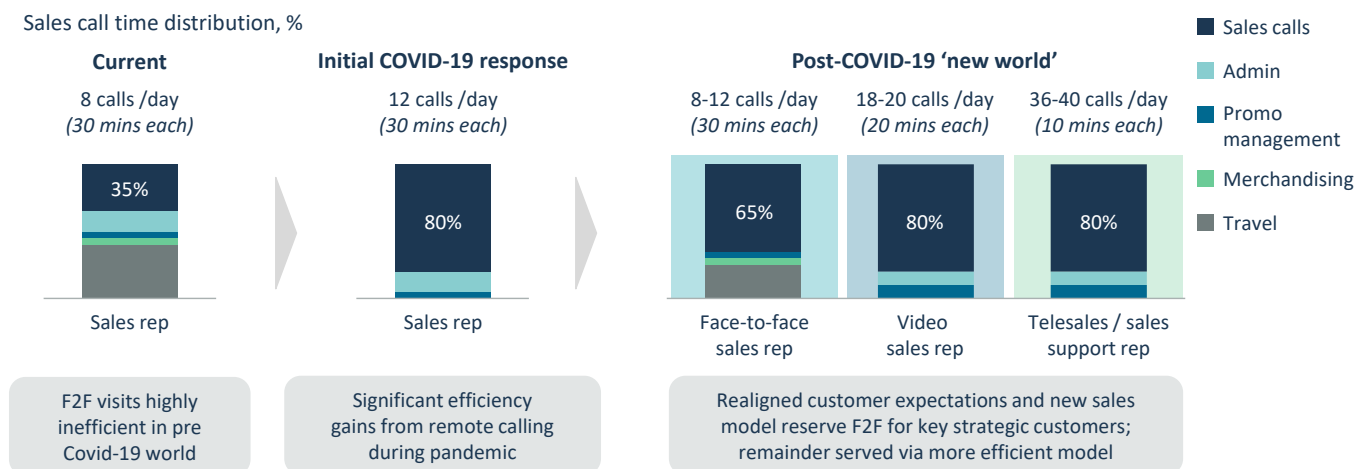 Sales call time distribution, %
Current
8 calls /day
(30 mins each)
35%
Sales rep
F2F visits highly
inefficient in pre
Covid-19 world
Initial COVID-19 response
12 calls /day
(30 mins each)
80%
Sales rep
Significant efficiency
gains from remote calling
during pandemic
Post-COVID-19 ‘new world’
8-12 calls /day
(30 mins each)
65%
Face-to-face
sales rep
18-20 calls /day
(20 mins each)
80%
Video
sales rep
36-40 calls /day
(10 mins each)
80%
Telesales / sales
support rep
Realigned customer expectations and new sales
model reserve F2F for key strategic customers;
remainder served via more efficient model
Sales calls
Admin
Promo
management
Merchandising
Travel